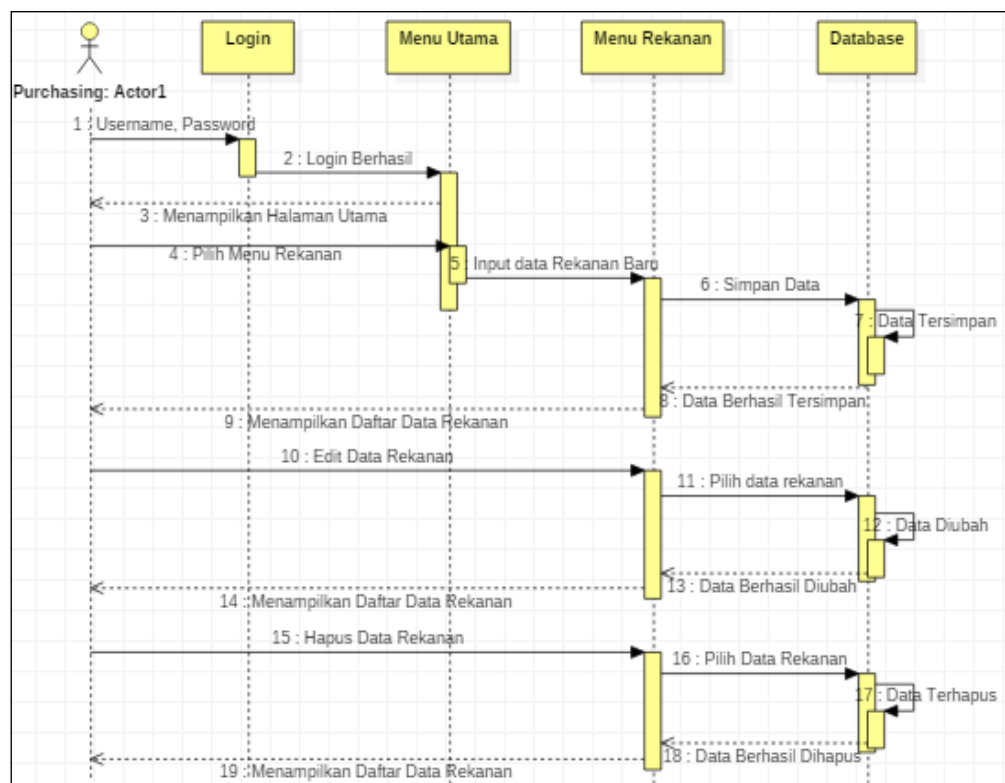 Login
Menu Utama
Menu Rekanan
Database
Purchasing: Actor1
1 : Username, Password
2 : Login Berhasil
3 : Menampilkan Halaman Utama
4 : Pilih Menu Rekanan
5 : Input data Rekanan Baru
6 : Simpan Data
7 : Data Tersimpan
8 : Data Berhasil Tersimpan
9 : Menampilkan Daftar Data Rekanan
10 : Edit Data Rekanan
11 : Pilih data rekanan
12 : Data Diubah
13 : Data Berhasil Diubah
14 : Menampilkan Daftar Data Rekanan
15 : Hapus Data Rekanan
16 : Pilih Data Rekanan
17 : Data Terhapus
18 : Data Berhasil Dihapus
19 : Menampilkan Daftar Data Rekanan